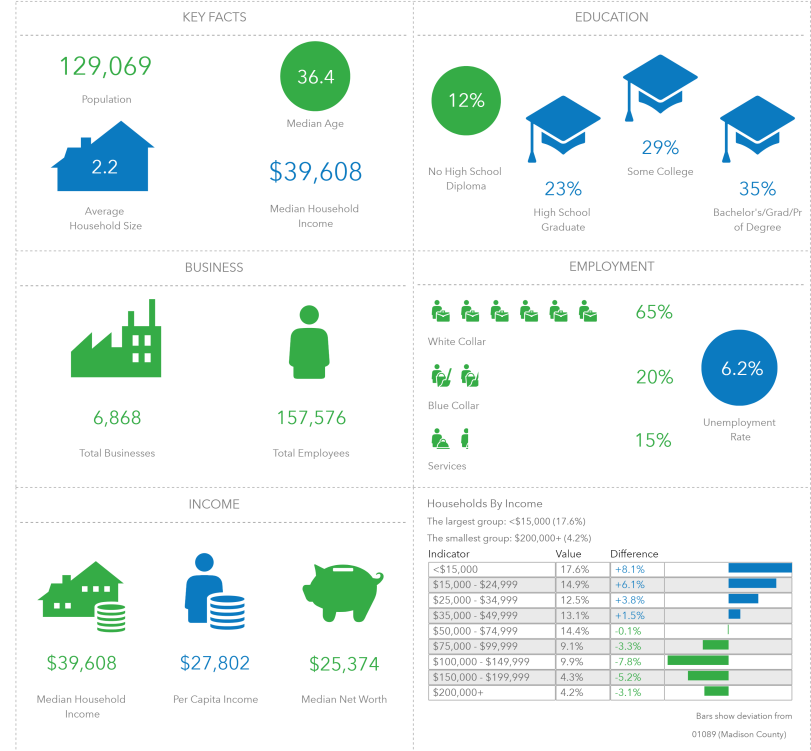 KEY FACTS
129,069
Population
36.4
Median Age
2.2
Average
Household Size
$39,608
Median Household
Income
EDUCATION
12%
No High School
Diploma
23%
High School
Graduate
29%
Some College
35%
Bachelor's/Grad/Pr
of Degree
BUSINESS
6,868
Total Businesses
157,576
Total Employees
EMPLOYMENT
65%
White Collar
20%
Blue Collar
15%
Services
6.2%
Unemployment
Rate
INCOME
$39,608
Median Household
Income
$27,802
Per Capita Income
$25,374
Median Net Worth
Households By Income
The largest group: <$15,000 (17.6%)
The smallest group: $200,000+ (4.2%)
Indicator Value Difference
<$15,000 17.6% +8.1%
$15,000 - $24,999 14.9% +6.1%
$25,000 - $34,999 12.5% +3.8%
$35,000 - $49,999 13.1% +1.5%
$50,000 - $74,999 14.4% -0.1%
$75,000 - $99,999 9.1% -3.3%
$100,000 - $149,999 9.9% -7.8%
$150,000 - $199,999 4.3% -5.2%
$200,000+ 4.2% -3.1%
Bars show deviation from
01089 (Madison County)